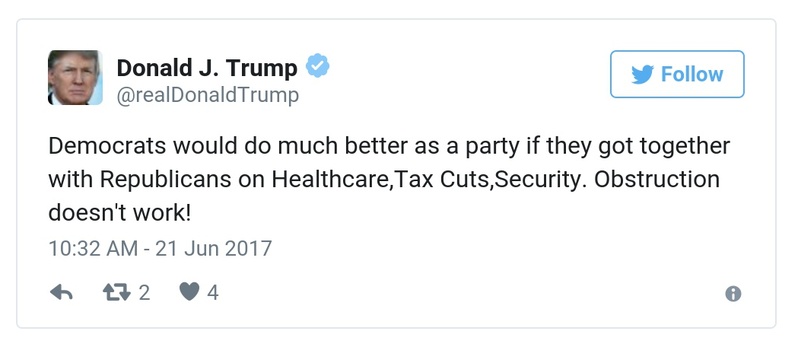 Donald J. Trump
@realDonaldTrump
Follow
Democrats would do much better as a party if they got together
with Republicans on Healthcare,Tax Cuts,Security. Obstruction
doesn't work!
10:32 AM - 21 Jun 2017
2 4